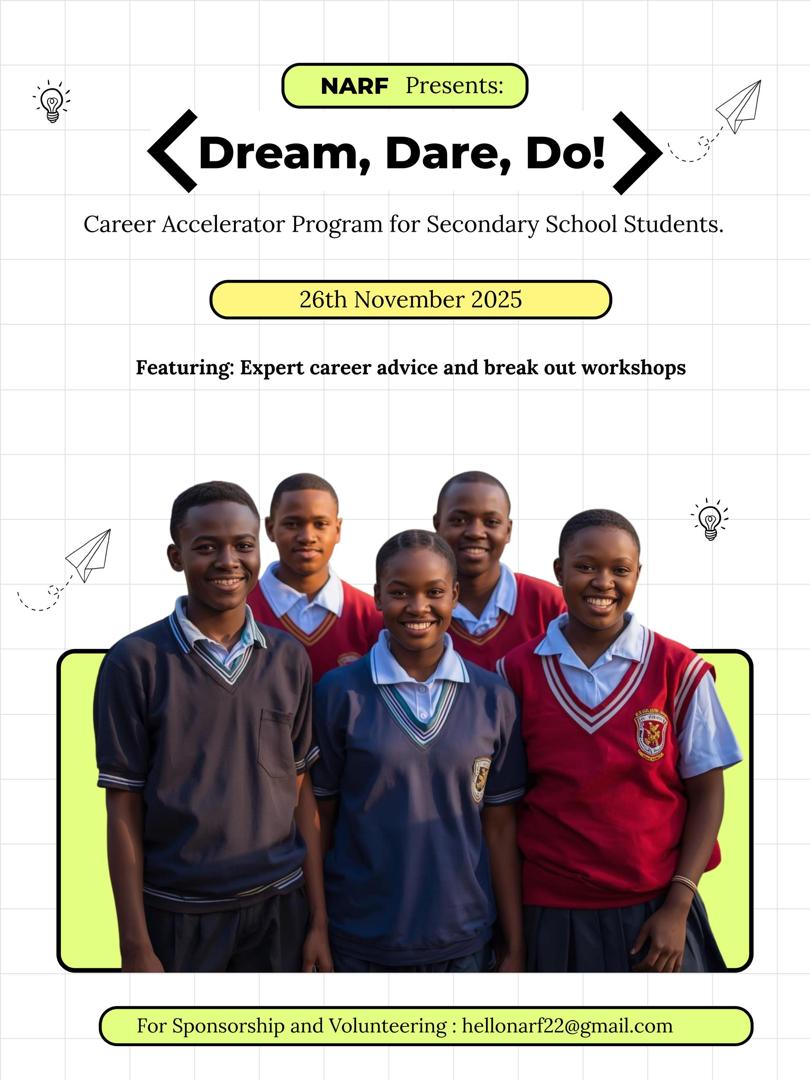 NARF Presents:
Dream, Dare, Do!
Career Accelerator Program for Secondary School Students.
26th November 2025
Featuring: Expert career advice and break out workshops
For Sponsorship and Volunteering : hellonarf22@gmail.com